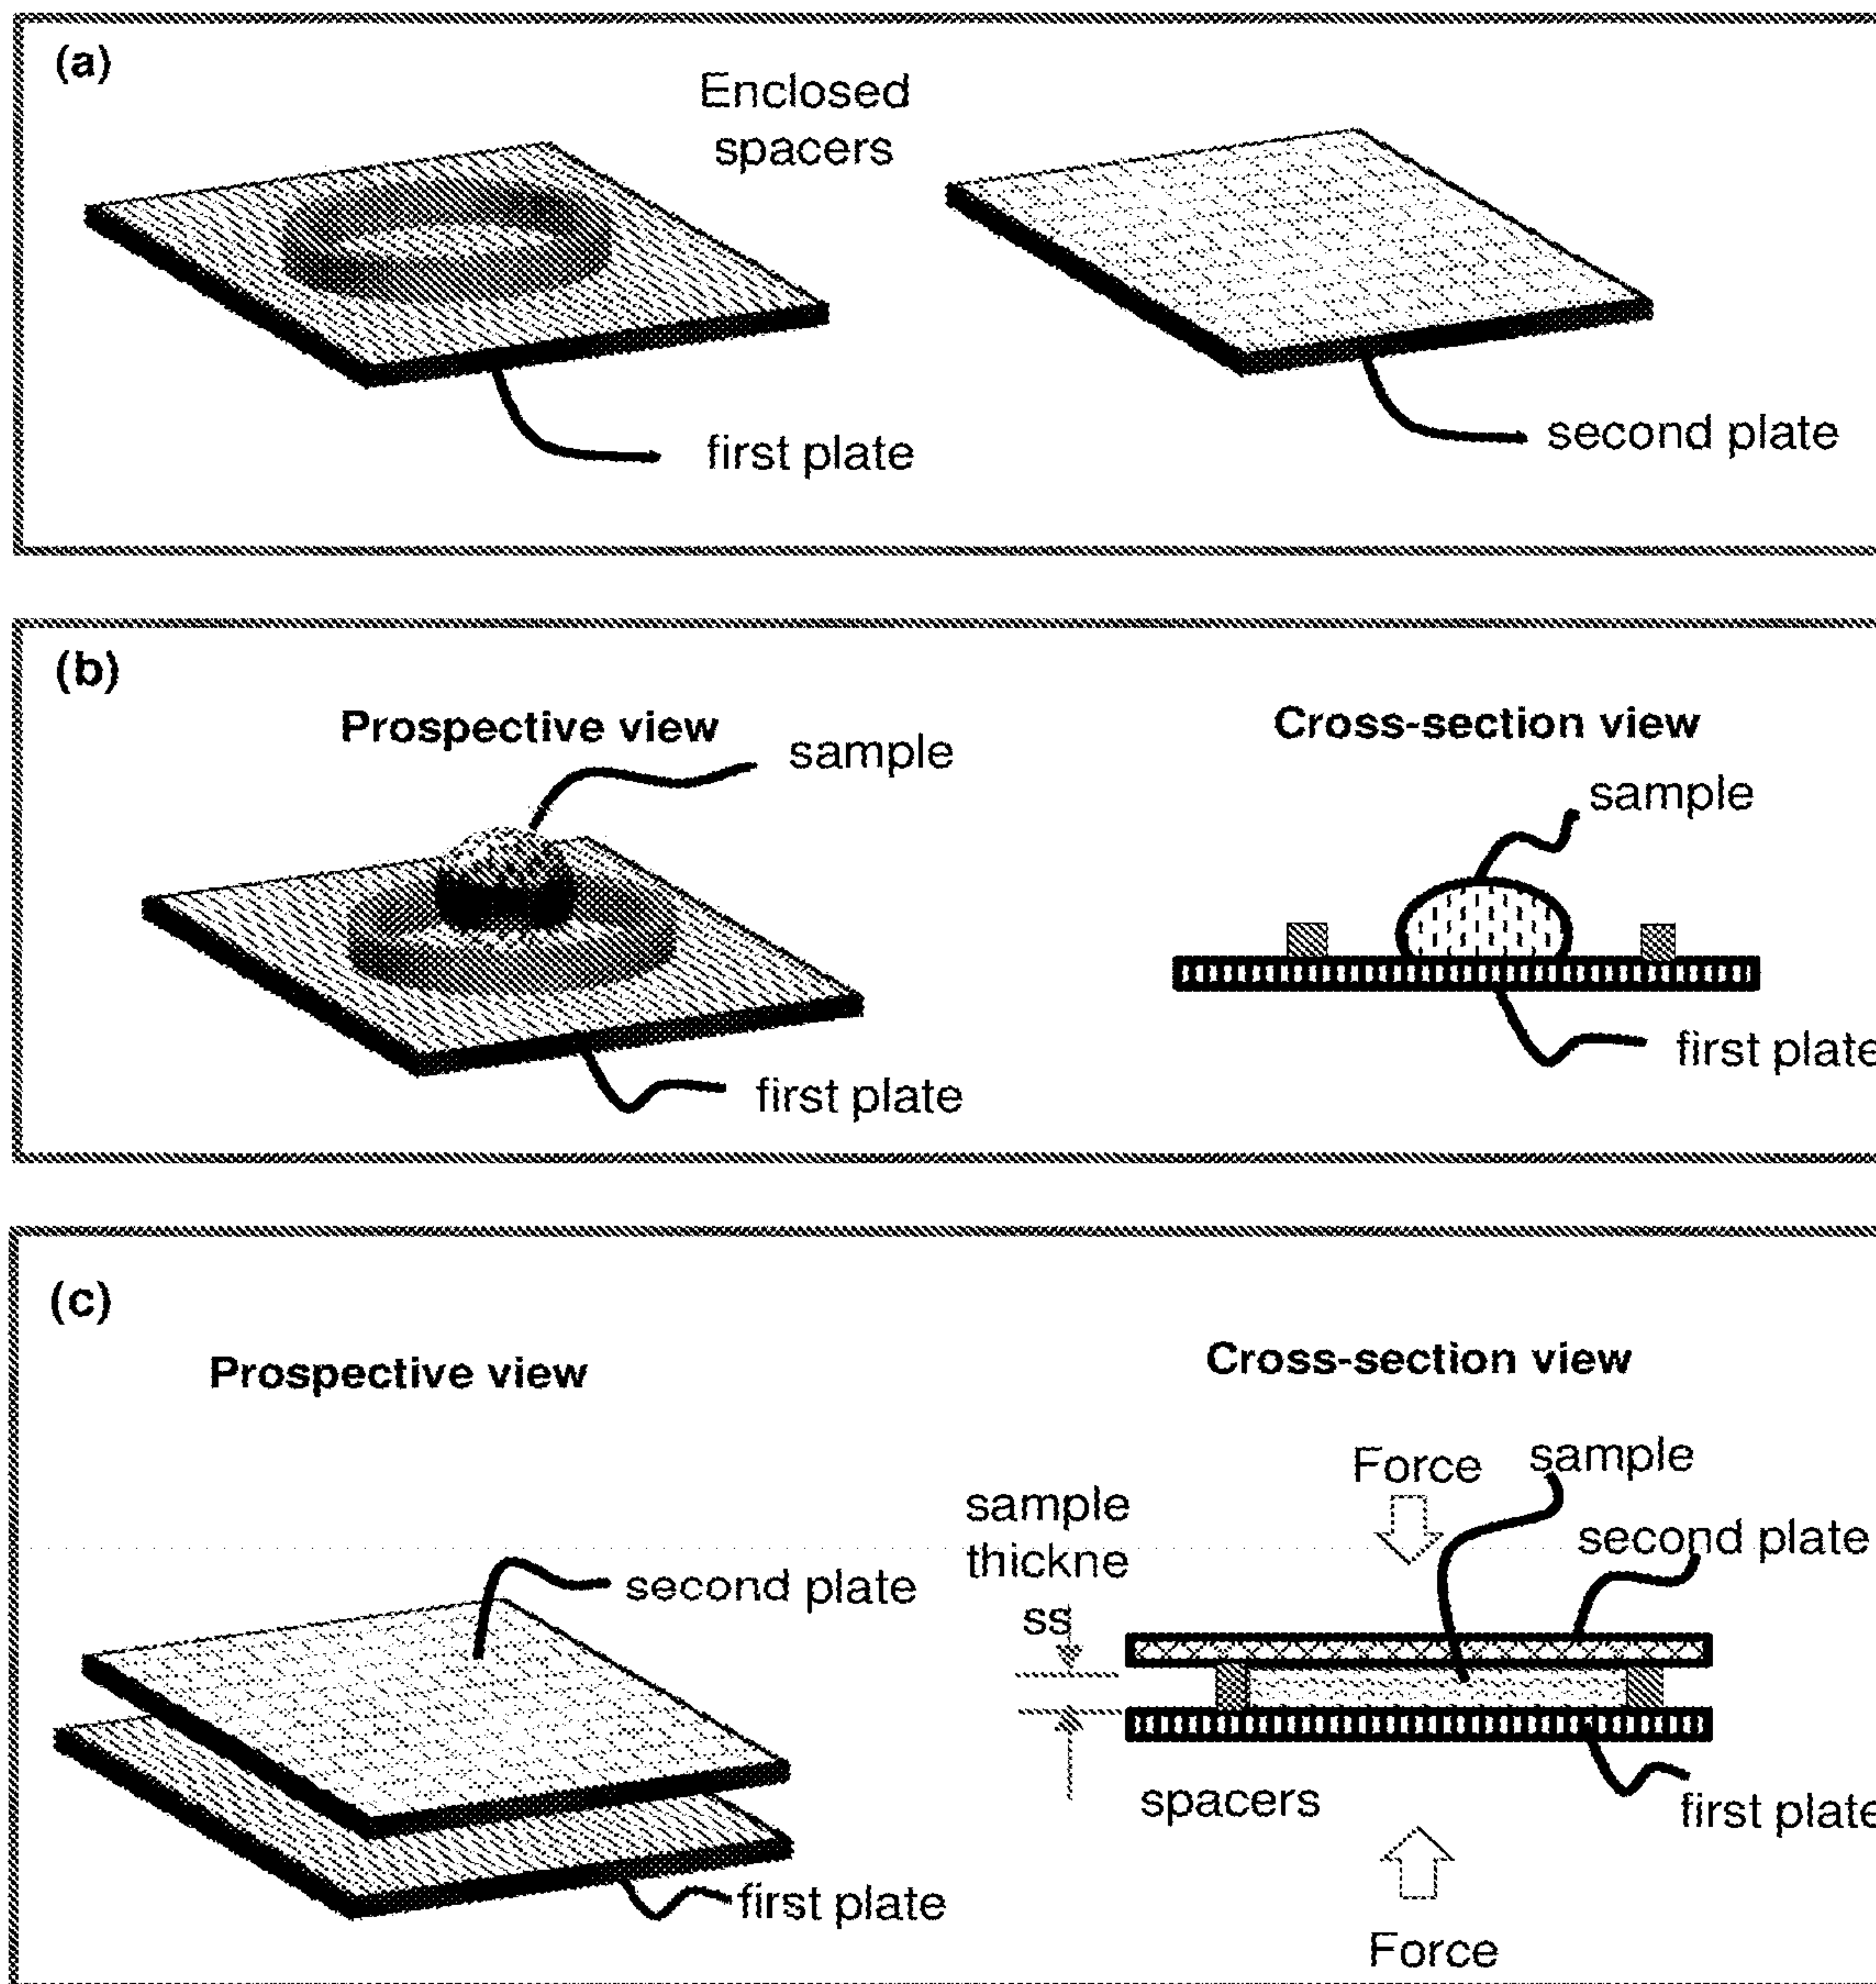 (a)
Enclosed
spacers
first plate
second plate
(b)
Prospective view
sample
first plate
Cross-section view
sample
first plate
(c)
Prospective view
second plate
first plate
Cross-section view
Force
sample
second plate
sample
thickne
ss
spacers
first plate
Force